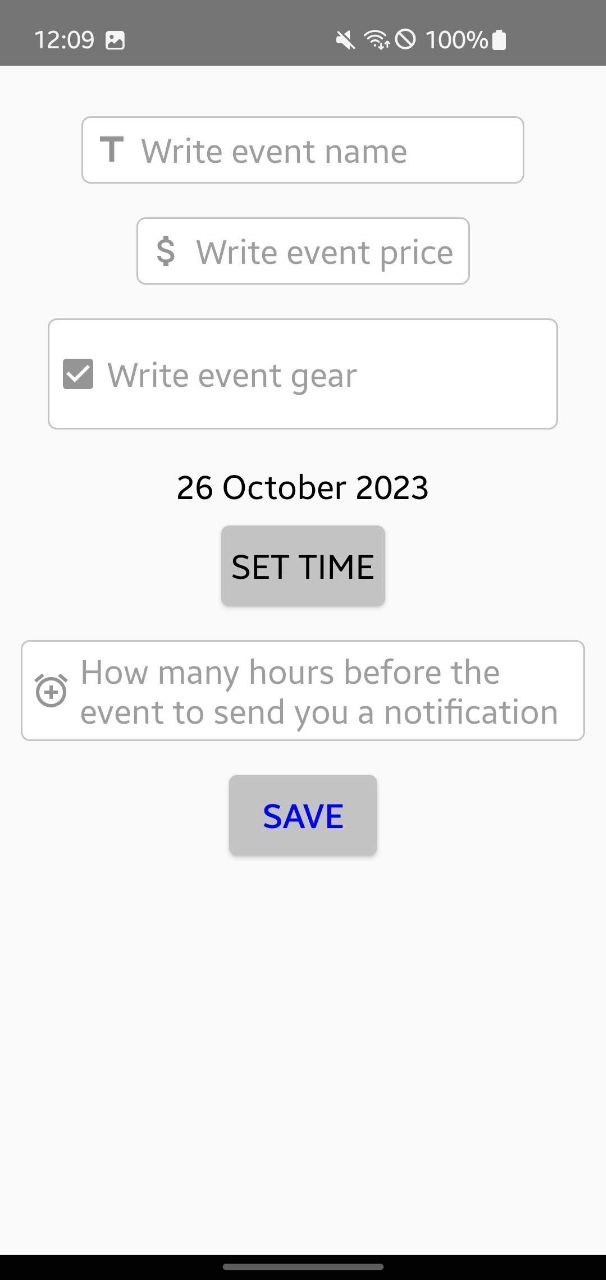 12:09 100%
T Write event name
$ Write event price
Write event gear
26 October 2023
SET TIME
How many hours before the
event to send you a notification
SAVE